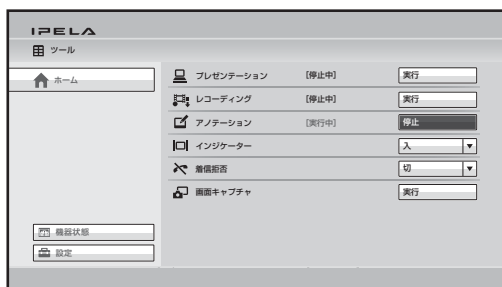 IPELA
ツール
ホーム
プレゼンテーション [停止中] 実行
レコーディング [停止中] 実行
アノテーション [実行中] 停止
インジケーター 入
着信拒否 切
画面キャプチャ 実行
機器状態
設定